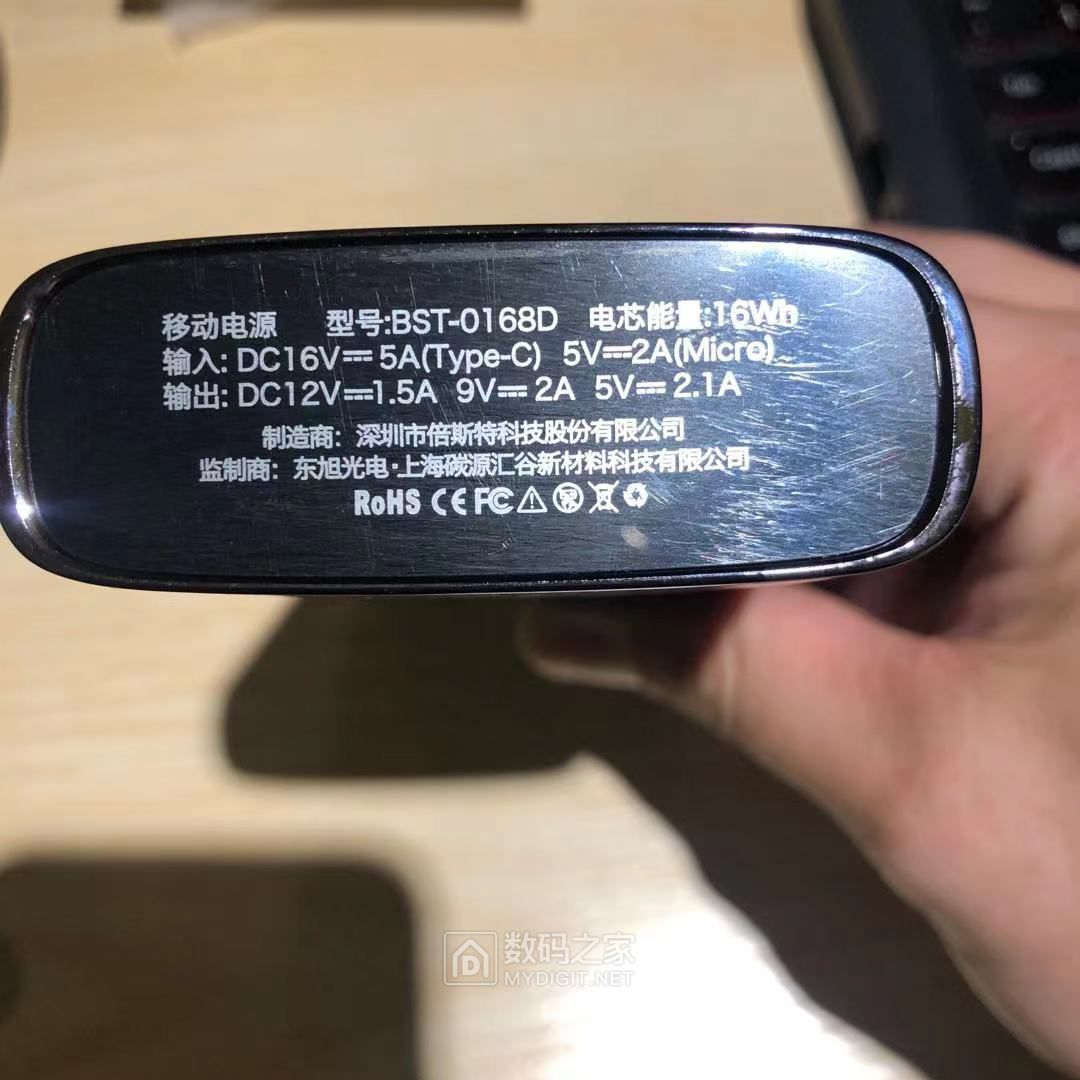 移动电源 型号:BST-0168D 电芯能量:16Wh
输入: DC16V⎓5A(Type-C) 5V⎓2A(Micro)
输出: DC12V⎓1.5A 9V⎓2A 5V⎓2.1A
制造商: 深圳市倍斯特科技股份有限公司
监制商: 东旭光电·上海碳源汇谷新材料科技有限公司
RoHS CE FC
数码之家
MYDIGIT.NET